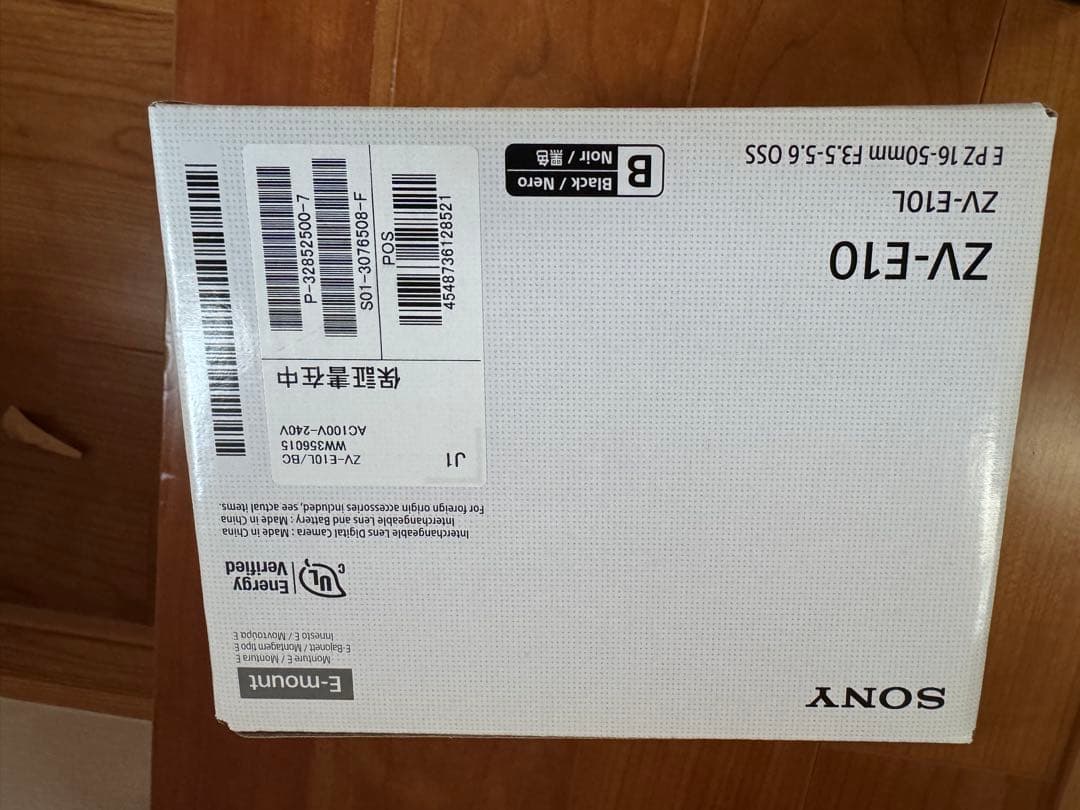 ZV-E10
ZV-E10L
E PZ 16-50mm F3.5-5.6 OSS
B
Black / Nero
Noir / 黑色
SONY
E-mount
Monture E / Montura E
E-Bajonett / Montagem tipo E
Innesto E / Монтоура E
UL
C
Energy
Verified
Interchangeable Lens Digital Camera : Made in China
Interchangeable Lens and Battery : Made in China
For foreign origin accessories included, see actual items.
J1
ZV-E10L/BC
WW356015
AC100V-240V
保証書在中
POS
4548736128521
S01-3076508-F
P-32852500-7